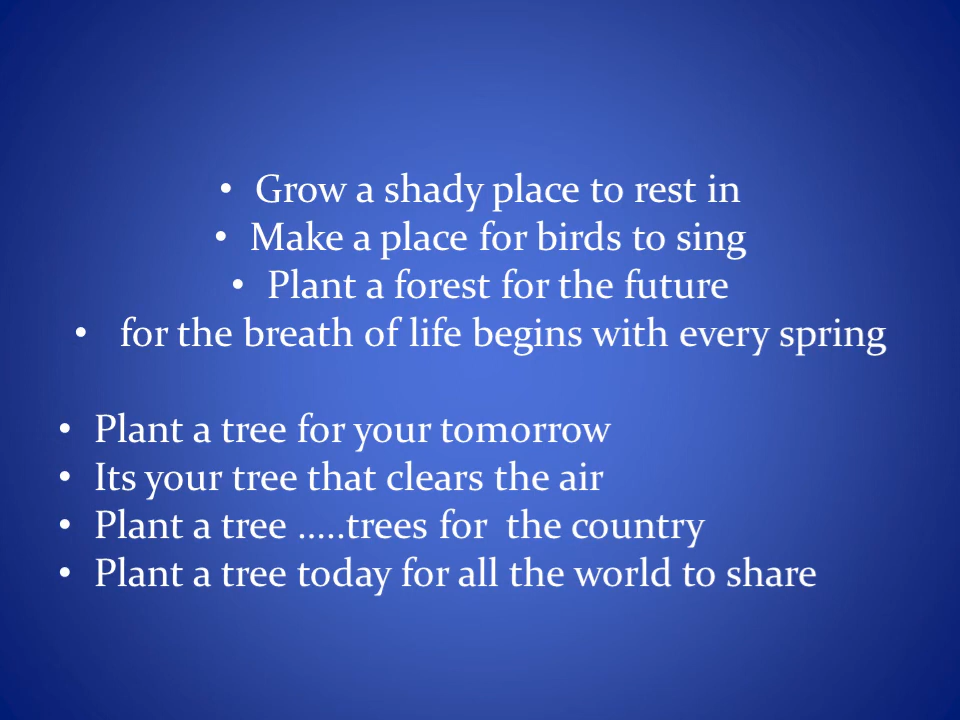 • Grow a shady place to rest in
• Make a place for birds to sing
• Plant a forest for the future
• for the breath of life begins with every spring
• Plant a tree for your tomorrow
• Its your tree that clears the air
• Plant a tree .....trees for  the country
• Plant a tree today for all the world to share